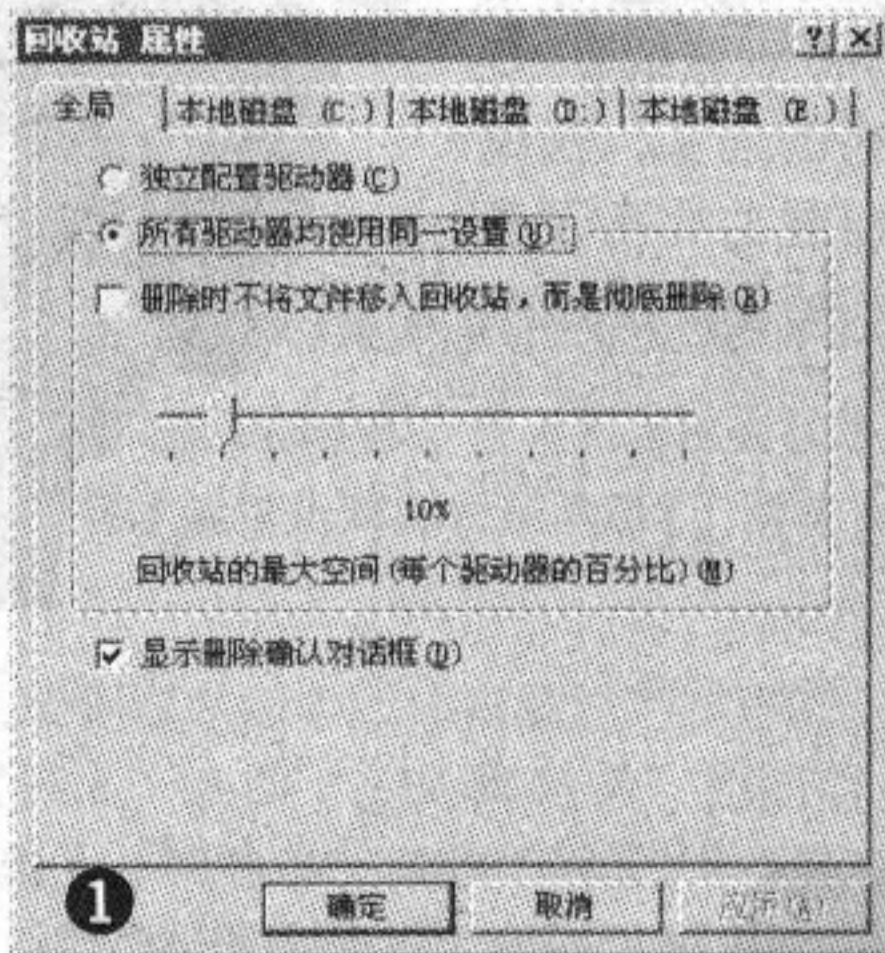 回收站 属性
全局 本地磁盘 (C:) 本地磁盘 (D:) 本地磁盘 (E:)
独立配置驱动器(C)
所有驱动器均使用同一设置(U):
删除时不将文件移入回收站，而是彻底删除(R)
10%
回收站的最大空间(每个驱动器的百分比)(M)
显示删除确认对话框(D)
1
确定 取消 应用(A)